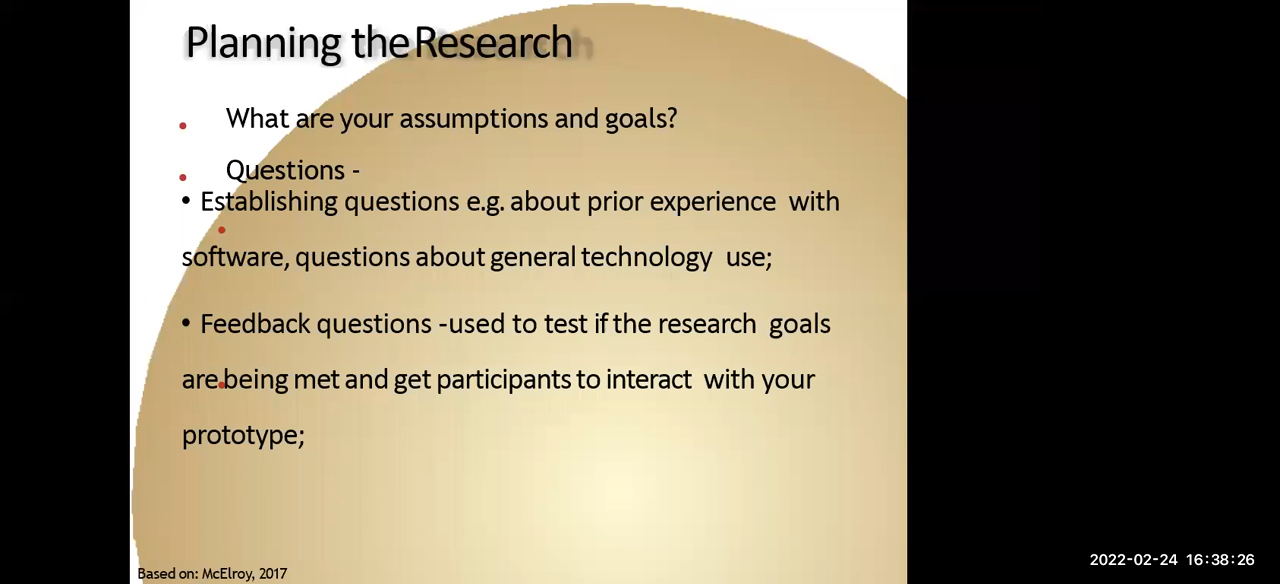 Planning the Research
• What are your assumptions and goals?
• Questions -
• Establishing questions e.g. about prior experience with
software, questions about general technology use;
• Feedback questions -used to test if the research goals
are being met and get participants to interact with your
prototype;
Based on: McElroy, 2017
2022-02-24 16:38:26